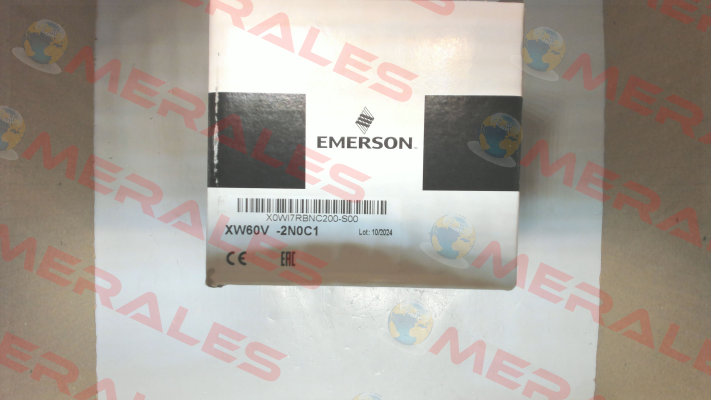 EMERSON
X0WI7RBNC200-S00
XW60V -2N0C1 Lot: 10/2024
CE EAC
MERALES
MERALES
MERALES
MERALES
MERALES
MERALES